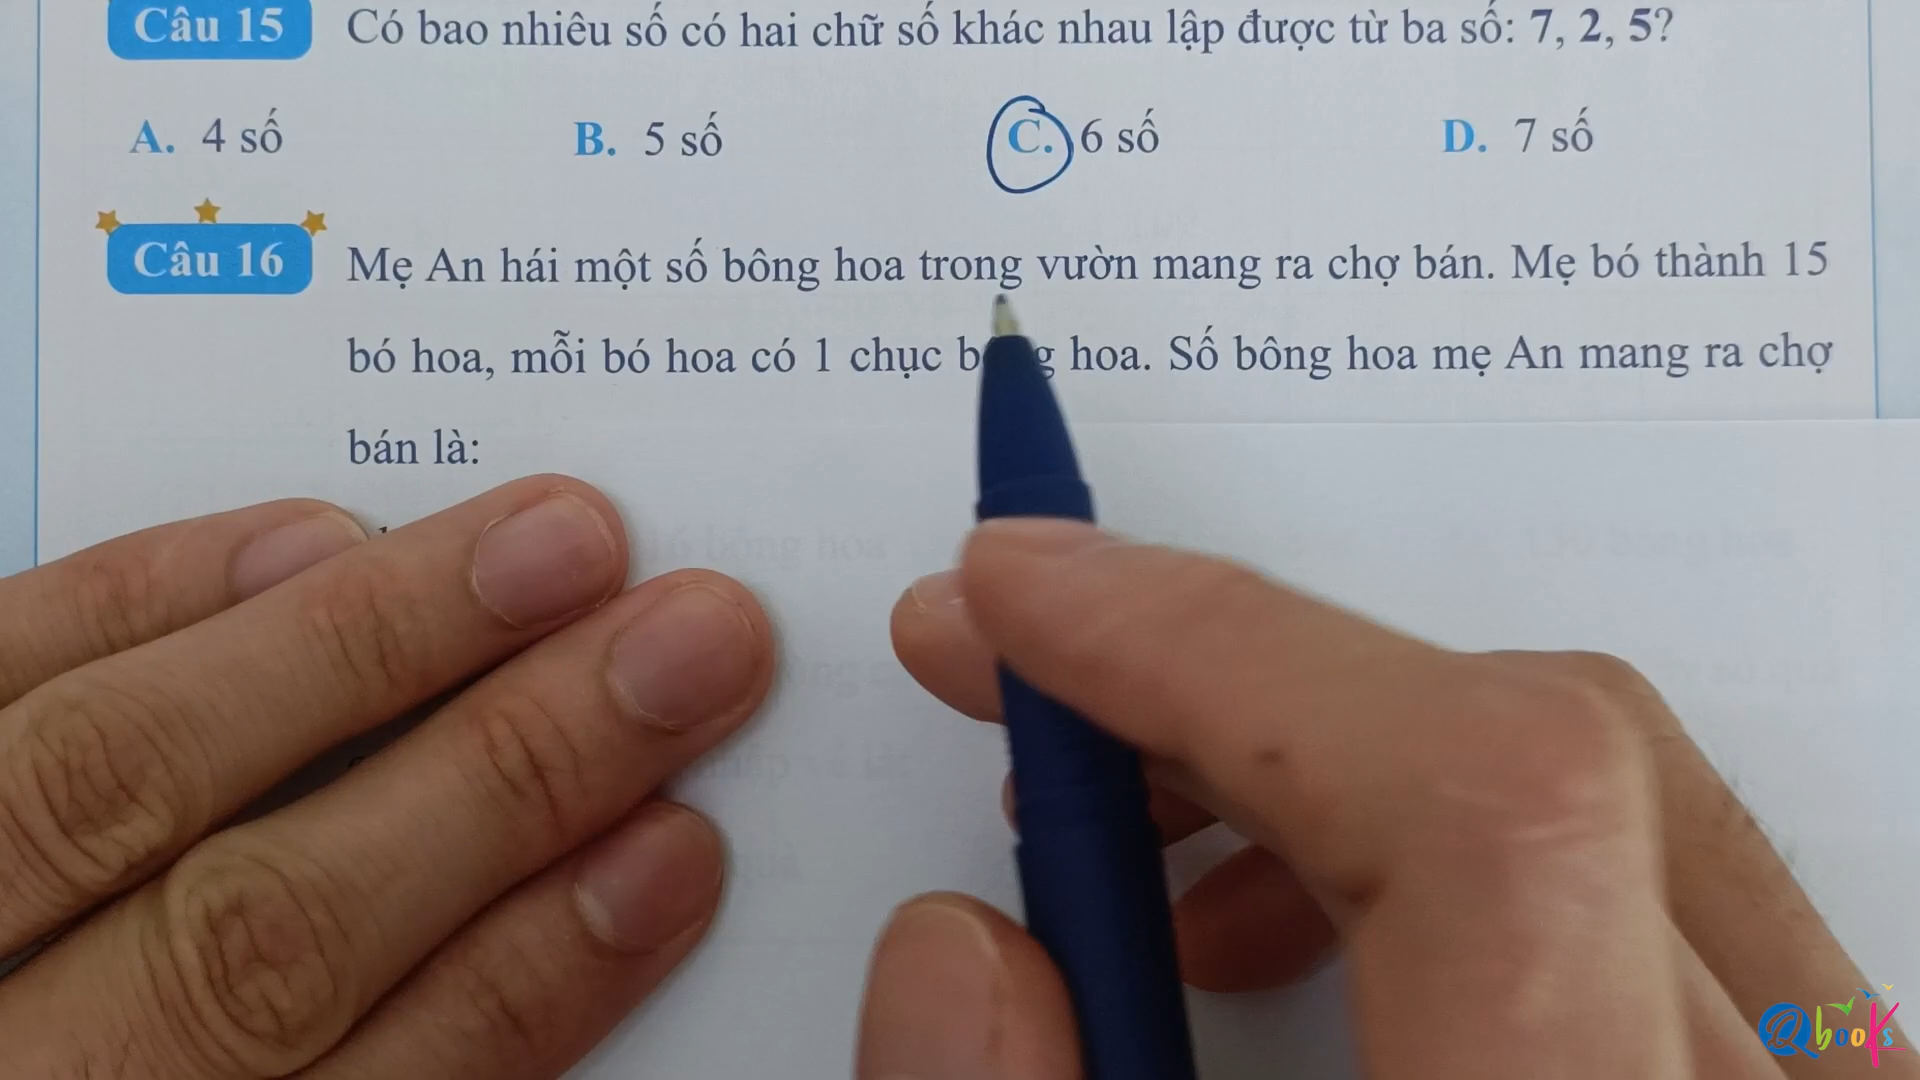 Câu 15 Có bao nhiêu số có hai chữ số khác nhau lập được từ ba số: 7, 2, 5?
A. 4 số B. 5 số C. 6 số D. 7 số
Câu 16 Mẹ An hái một số bông hoa trong vườn mang ra chợ bán. Mẹ bó thành 15
bó hoa, mỗi bó hoa có 1 chục hoa. Số bông hoa mẹ An mang ra chợ
bán là:
Qbooks